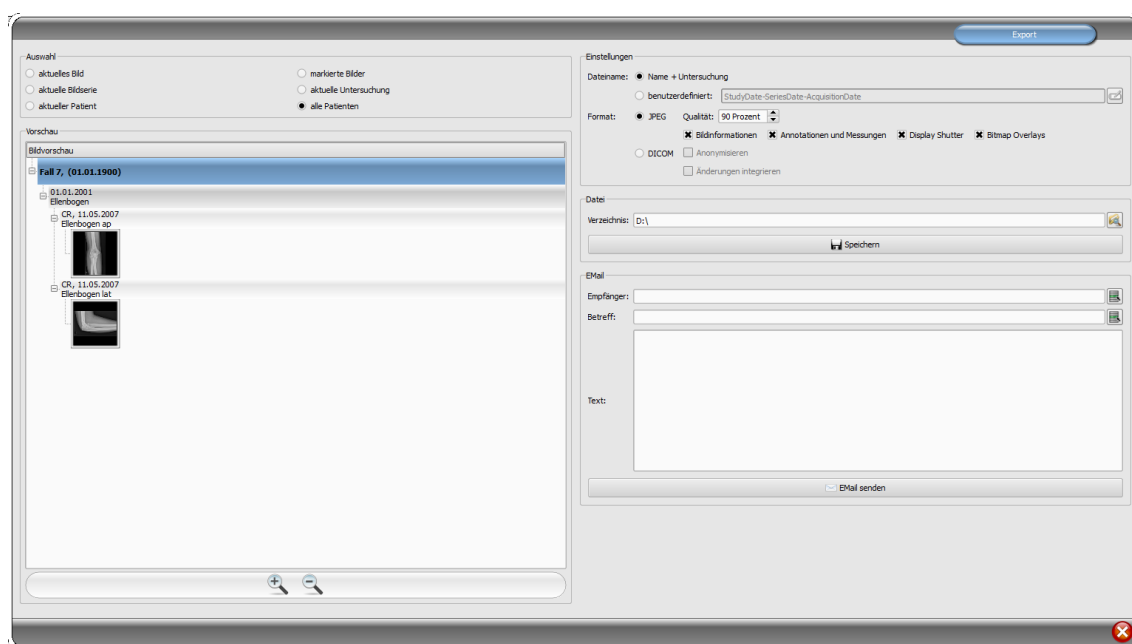 Export
Auswahl
aktuelles Bild
markierte Bilder
aktuelle Bildserie
aktuelle Untersuchung
aktueller Patient
alle Patienten
Vorschau
Bildvorschau
Fall 7, (01.01.1900)
01.01.2001
Ellenbogen
CR, 11.05.2007
Ellenbogen ap
CR, 11.05.2007
Ellenbogen lat
Einstellungen
Dateiname: Name + Untersuchung
benutzerdefiniert: StudyDate-SeriesDate-AcquisitionDate
Format: JPEG Qualität: 90 Prozent
Bildinformationen Annotationen und Messungen Display Shutter Bitmap Overlays
DICOM Anonymisieren
Änderungen integrieren
Datei
Verzeichnis: D:\
Speichern
EMail
Empfänger:
Betreff:
Text:
EMail senden